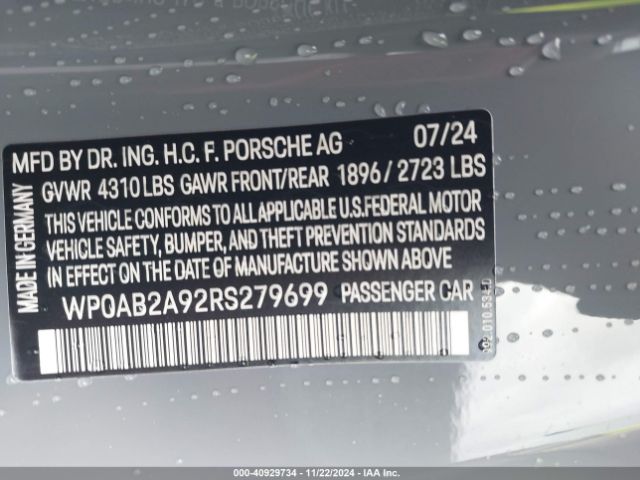 MFD BY DR. ING. H.C. F. PORSCHE AG 07/24
GVWR 4310 LBS GAWR FRONT/REAR 1896 / 2723 LBS
THIS VEHICLE CONFORMS TO ALL APPLICABLE U.S. FEDERAL MOTOR
VEHICLE SAFETY, BUMPER, AND THEFT PREVENTION STANDARDS
IN EFFECT ON THE DATE OF MANUFACTURE SHOWN ABOVE
WP0AB2A92RS279699 PASSENGER CAR
MADE IN GERMANY
000-40929734 - 11/22/2024 - IAA Inc.